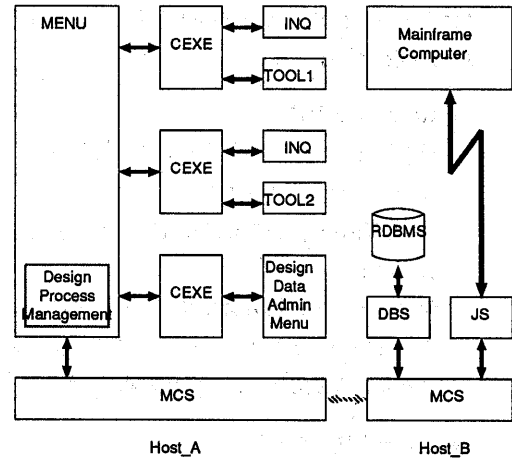 MENU
CEXE
INQ
TOOL1
Mainframe
Computer
CEXE
INQ
TOOL2
RDBMS
Design
Process
Management
CEXE
Design
Data
Admin
Menu
DBS
JS
MCS
MCS
Host_A
Host_B